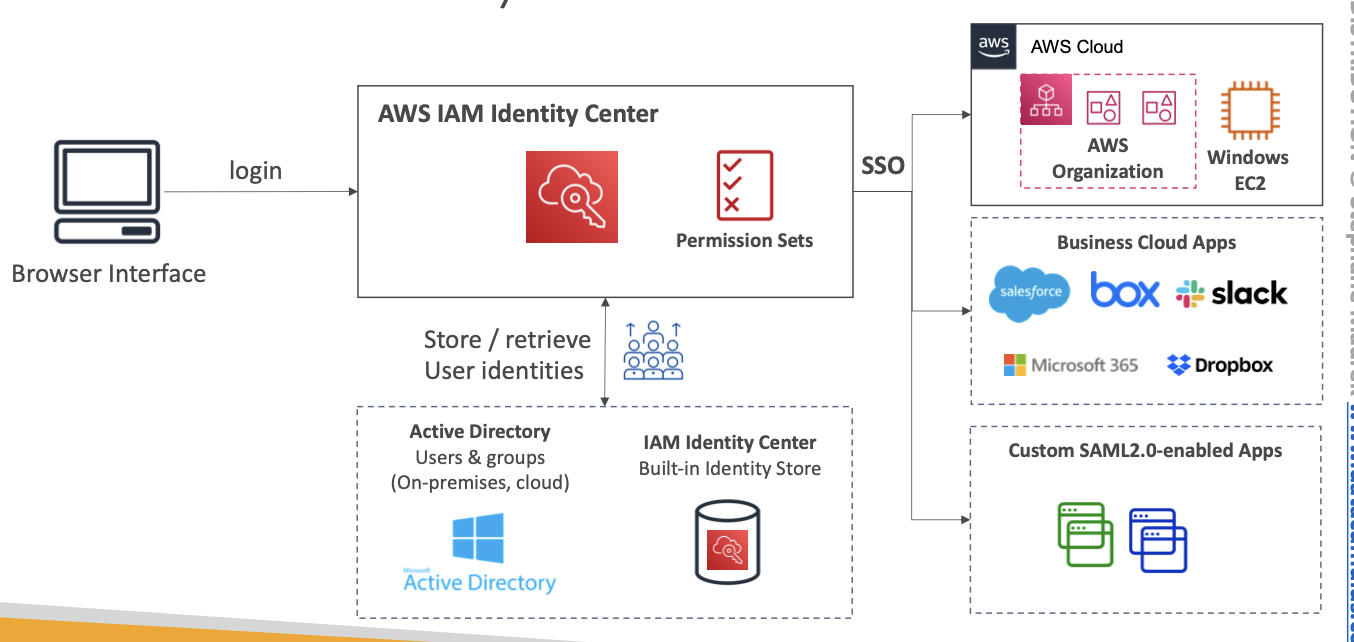 AWS IAM Identity Center
Permission Sets
login
Browser Interface
SSO
Store / retrieve
User identities
Active Directory
Users & groups
(On-premises, cloud)
Microsoft
Active Directory
IAM Identity Center
Built-in Identity Store
aws
AWS Cloud
AWS
Organization
Windows
EC2
Business Cloud Apps
salesforce
box
slack
Microsoft 365
Dropbox
Custom SAML2.0-enabled Apps